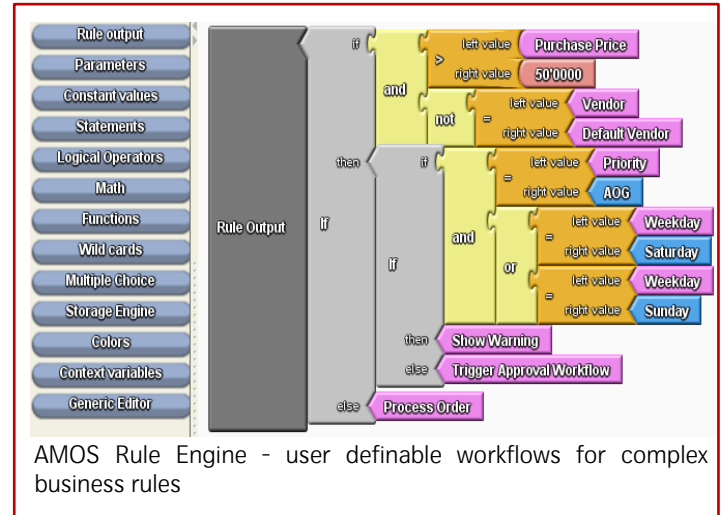 Rule output
Parameters
Constant values
Statements
Logical Operators
Math
Functions
Wild cards
Multiple Choice
Storage Engine
Colors
Context variables
Generic Editor
Rule Output
If
if
and
>
left value Purchase Price
right value 50'0000
not
=
left value Vendor
right value Default Vendor
then
If
if
and
=
left value Priority
right value AOG
or
=
left value Weekday
right value Saturday
=
left value Weekday
right value Sunday
then Show Warning
else Trigger Approval Workflow
else Process Order
AMOS Rule Engine - user definable workflows for complex
business rules